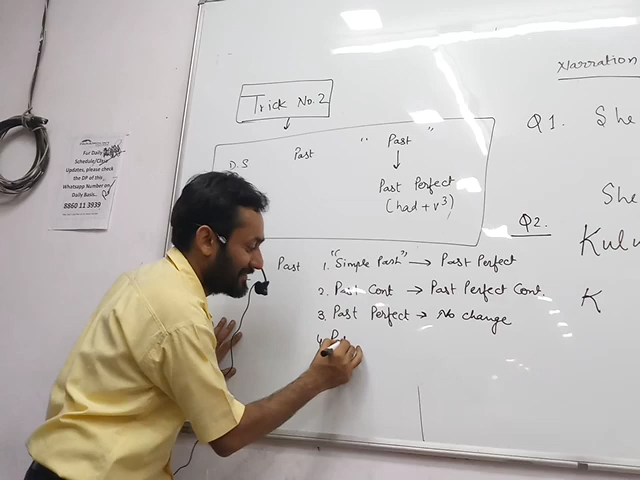 For Daily
Schedule/Class
Updates, please check
the DP of this
Whatsapp Number on
Daily Basis..
8860 11 3939
Trick No.2
D.S Past "Past"
Past Perfect
(had+v3)
Past 1. "Simple Past" → Past Perfect
2. Past Cont → Past Perfect Cont
3. Past Perfect → No change
4. P
Narration
Q1. She
She
Q2.
Kulu
K